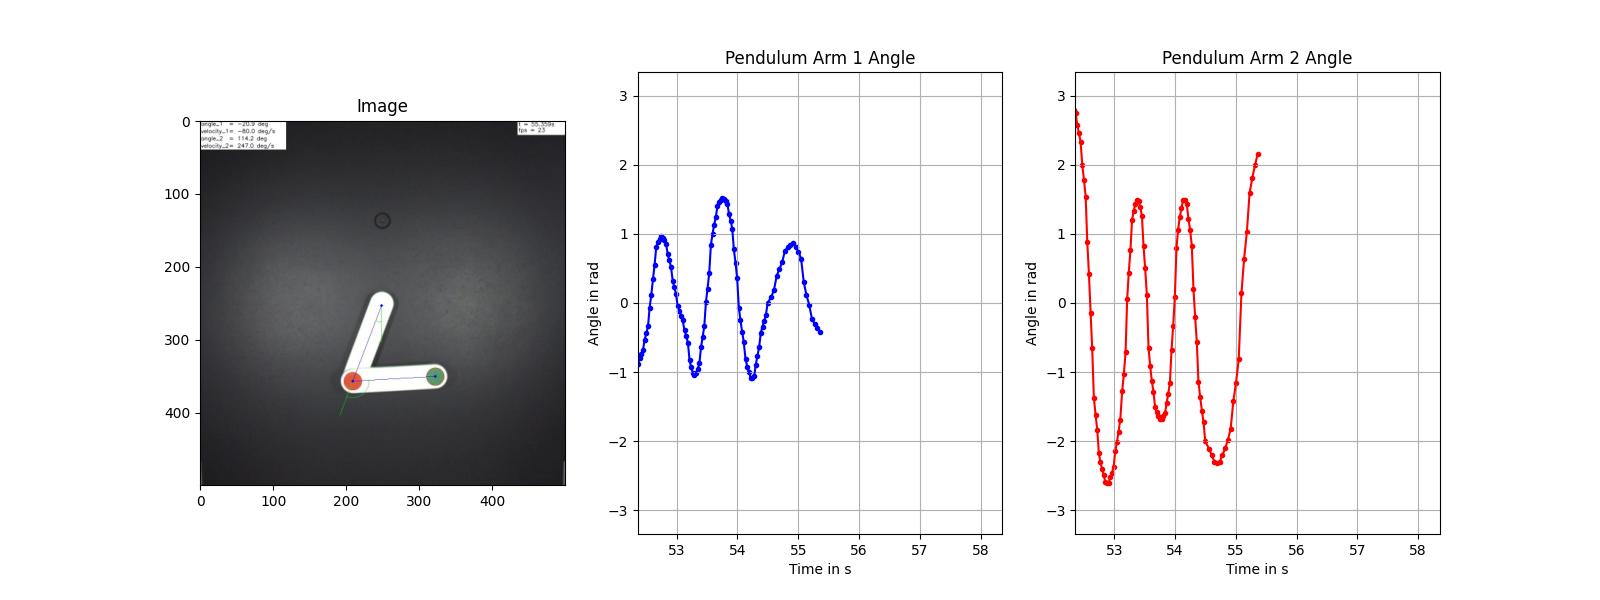 Image
angle_1 = -20.9 deg
velocity_1= -80.0 deg/s
angle_2 = 114.2 deg
velocity_2= 247.0 deg/s
t = 55.359s
fps = 23
0
100
200
300
400
0 100 200 300 400
Pendulum Arm 1 Angle
Angle in rad
3
2
1
0
−1
−2
−3
53 54 55 56 57 58
Time in s
Pendulum Arm 2 Angle
Angle in rad
3
2
1
0
−1
−2
−3
53 54 55 56 57 58
Time in s